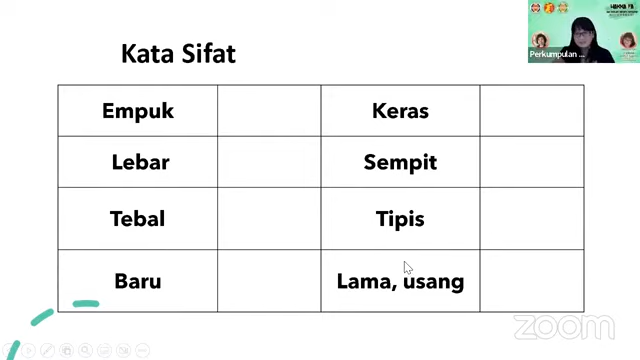 Kata Sifat
Empuk Keras
Lebar Sempit
Tebal Tipis
Baru Lama, usang
Perkumpulan ...
zoom